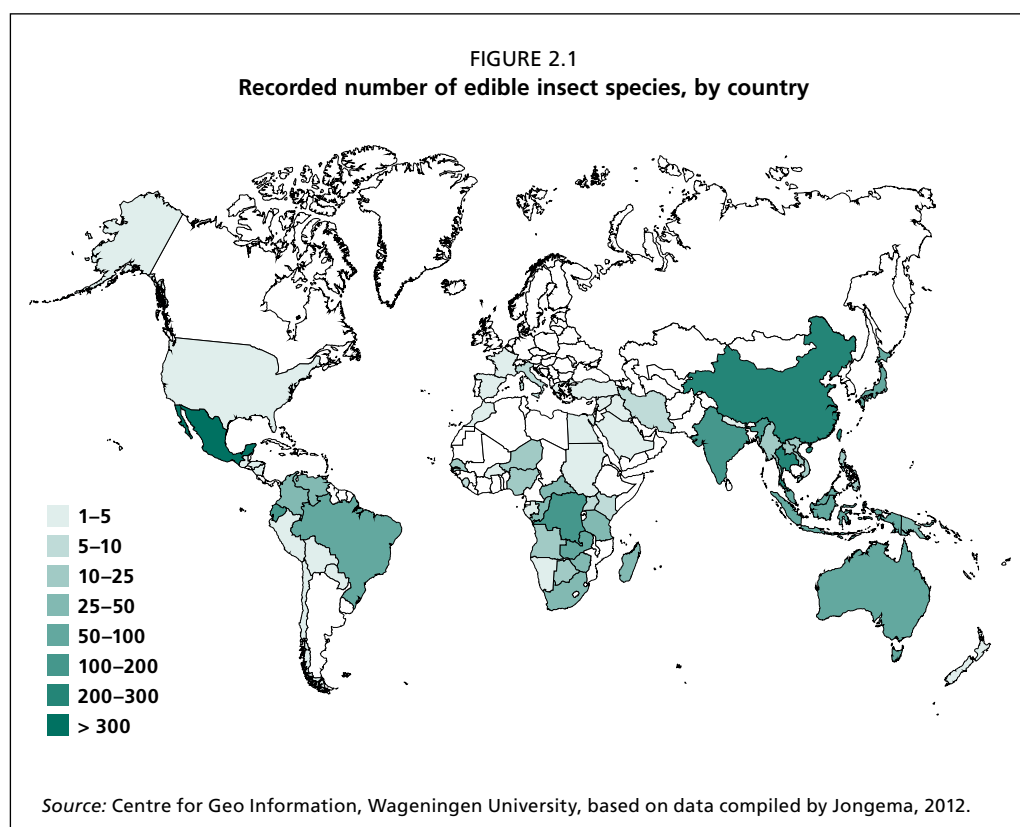 FIGURE 2.1
Recorded number of edible insect species, by country
1–5
5–10
10–25
25–50
50–100
100–200
200–300
> 300
Source: Centre for Geo Information, Wageningen University, based on data compiled by Jongema, 2012.